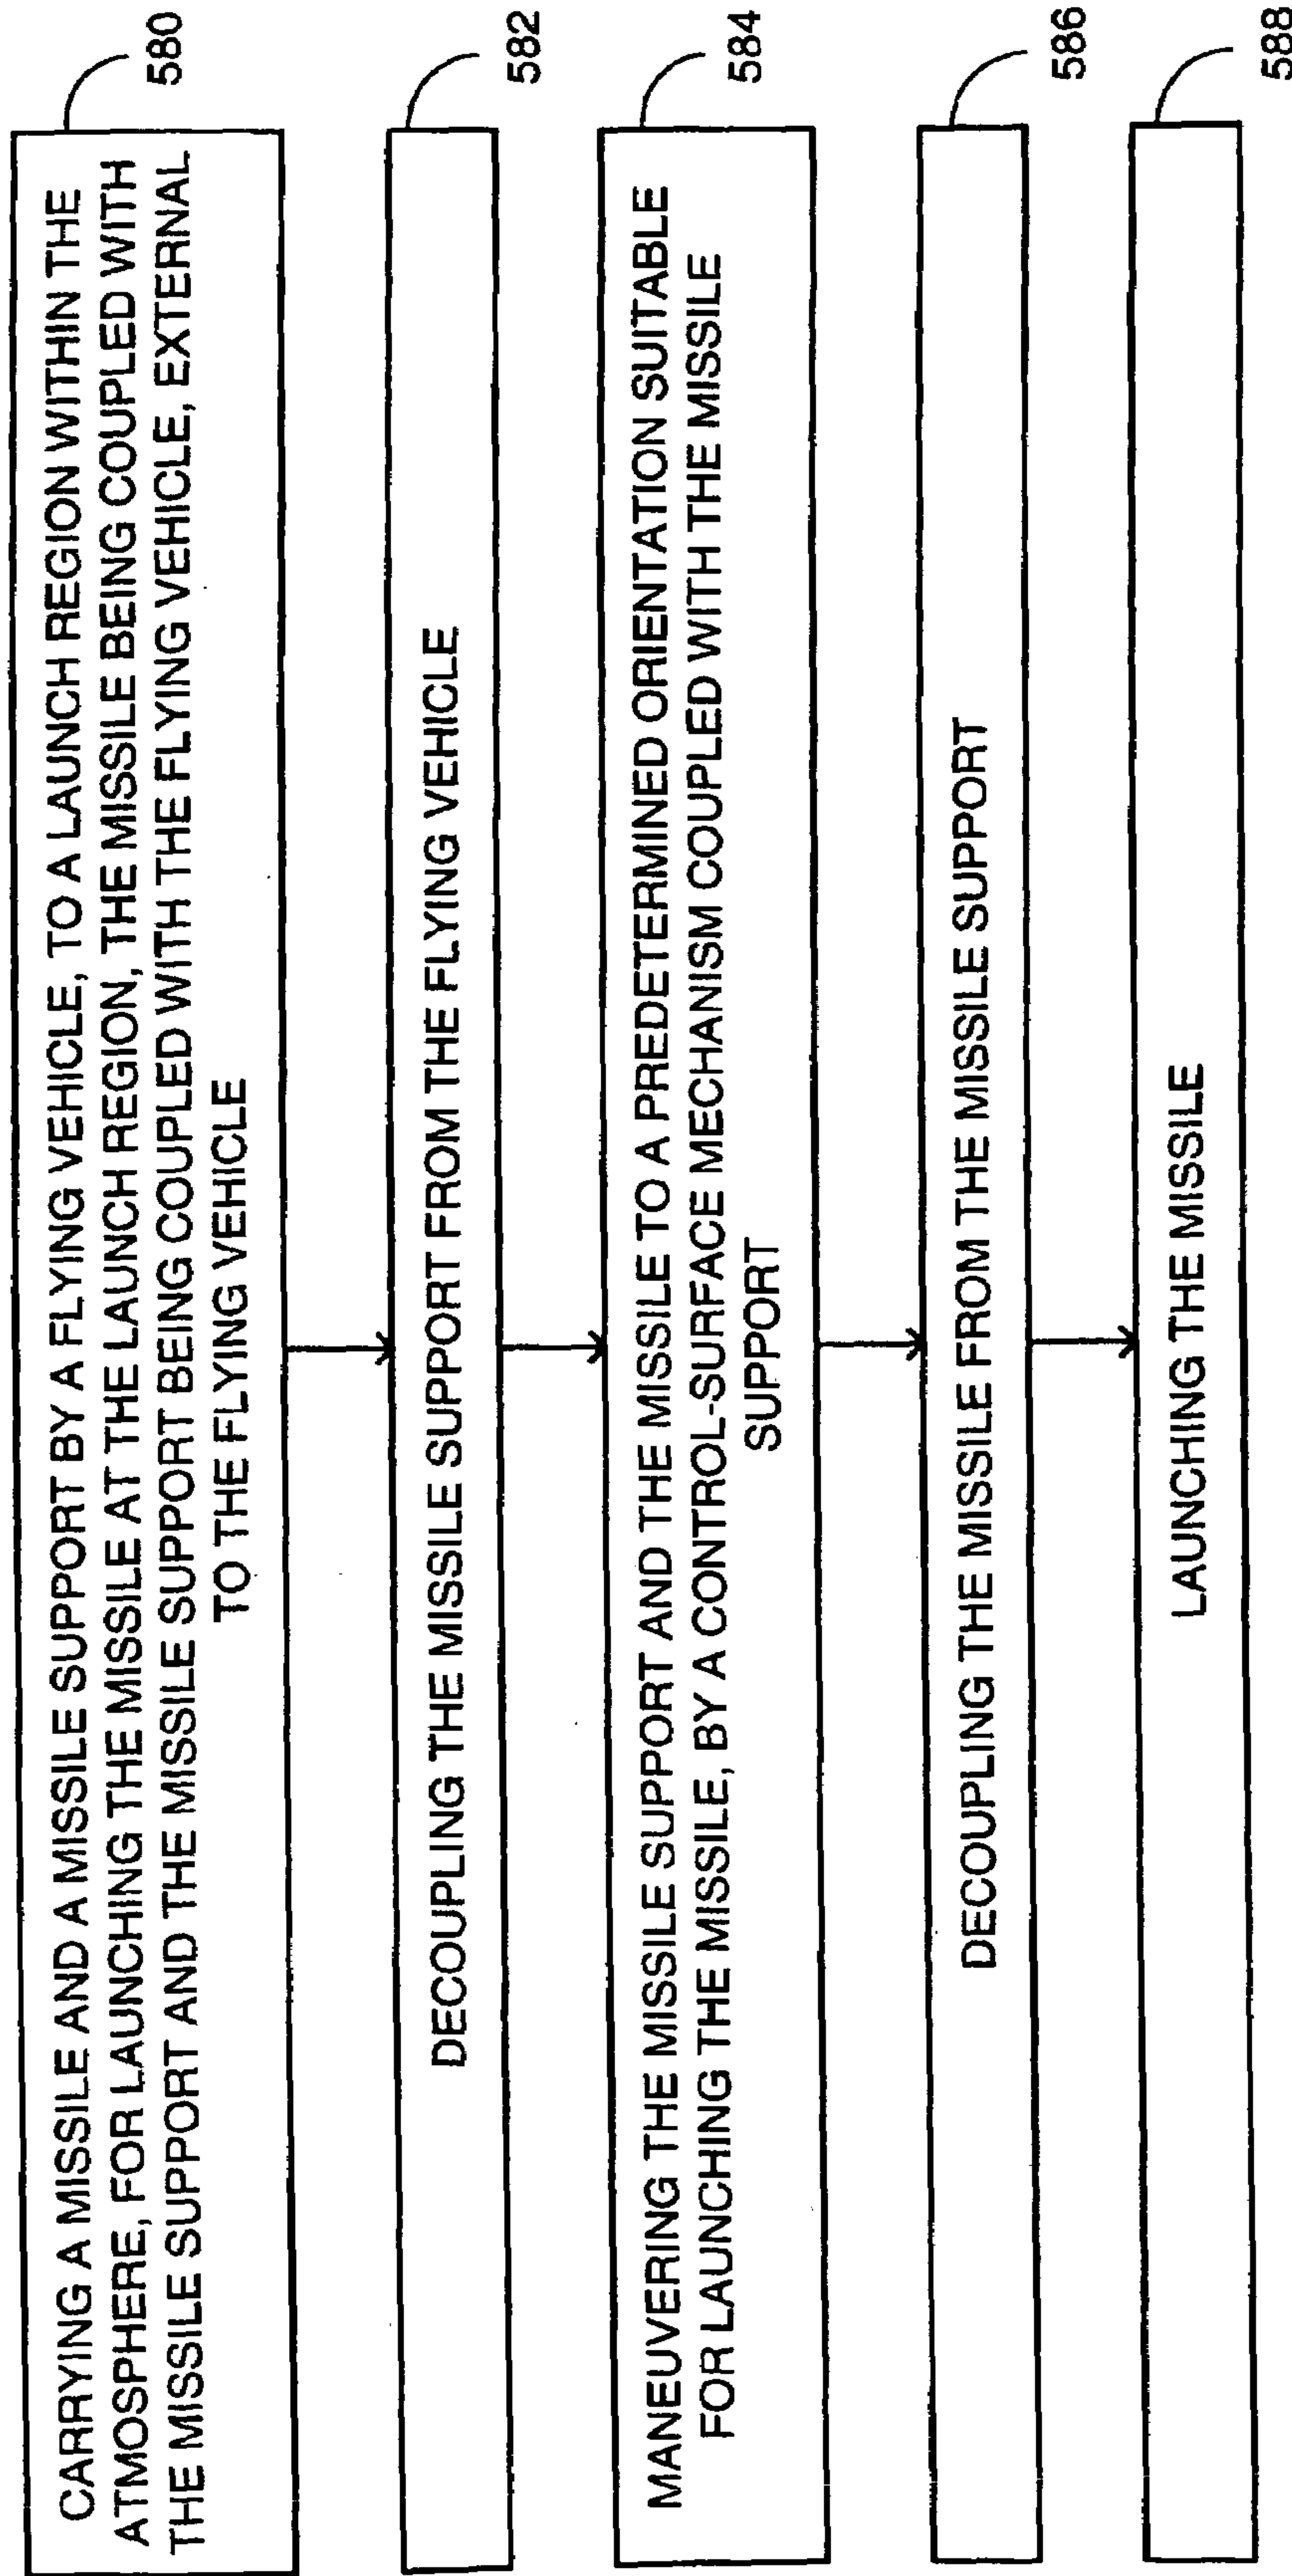 CARRYING A MISSILE AND A MISSILE SUPPORT BY A FLYING VEHICLE, TO A LAUNCH REGION WITHIN THE
ATMOSPHERE, FOR LAUNCHING THE MISSILE AT THE LAUNCH REGION, THE MISSILE BEING COUPLED WITH
THE MISSILE SUPPORT AND THE MISSILE SUPPORT BEING COUPLED WITH THE FLYING VEHICLE, EXTERNAL
TO THE FLYING VEHICLE
580
DECOUPLING THE MISSILE SUPPORT FROM THE FLYING VEHICLE
582
MANEUVERING THE MISSILE SUPPORT AND THE MISSILE TO A PREDETERMINED ORIENTATION SUITABLE
FOR LAUNCHING THE MISSILE, BY A CONTROL-SURFACE MECHANISM COUPLED WITH THE MISSILE
SUPPORT
584
DECOUPLING THE MISSILE FROM THE MISSILE SUPPORT
586
LAUNCHING THE MISSILE
588